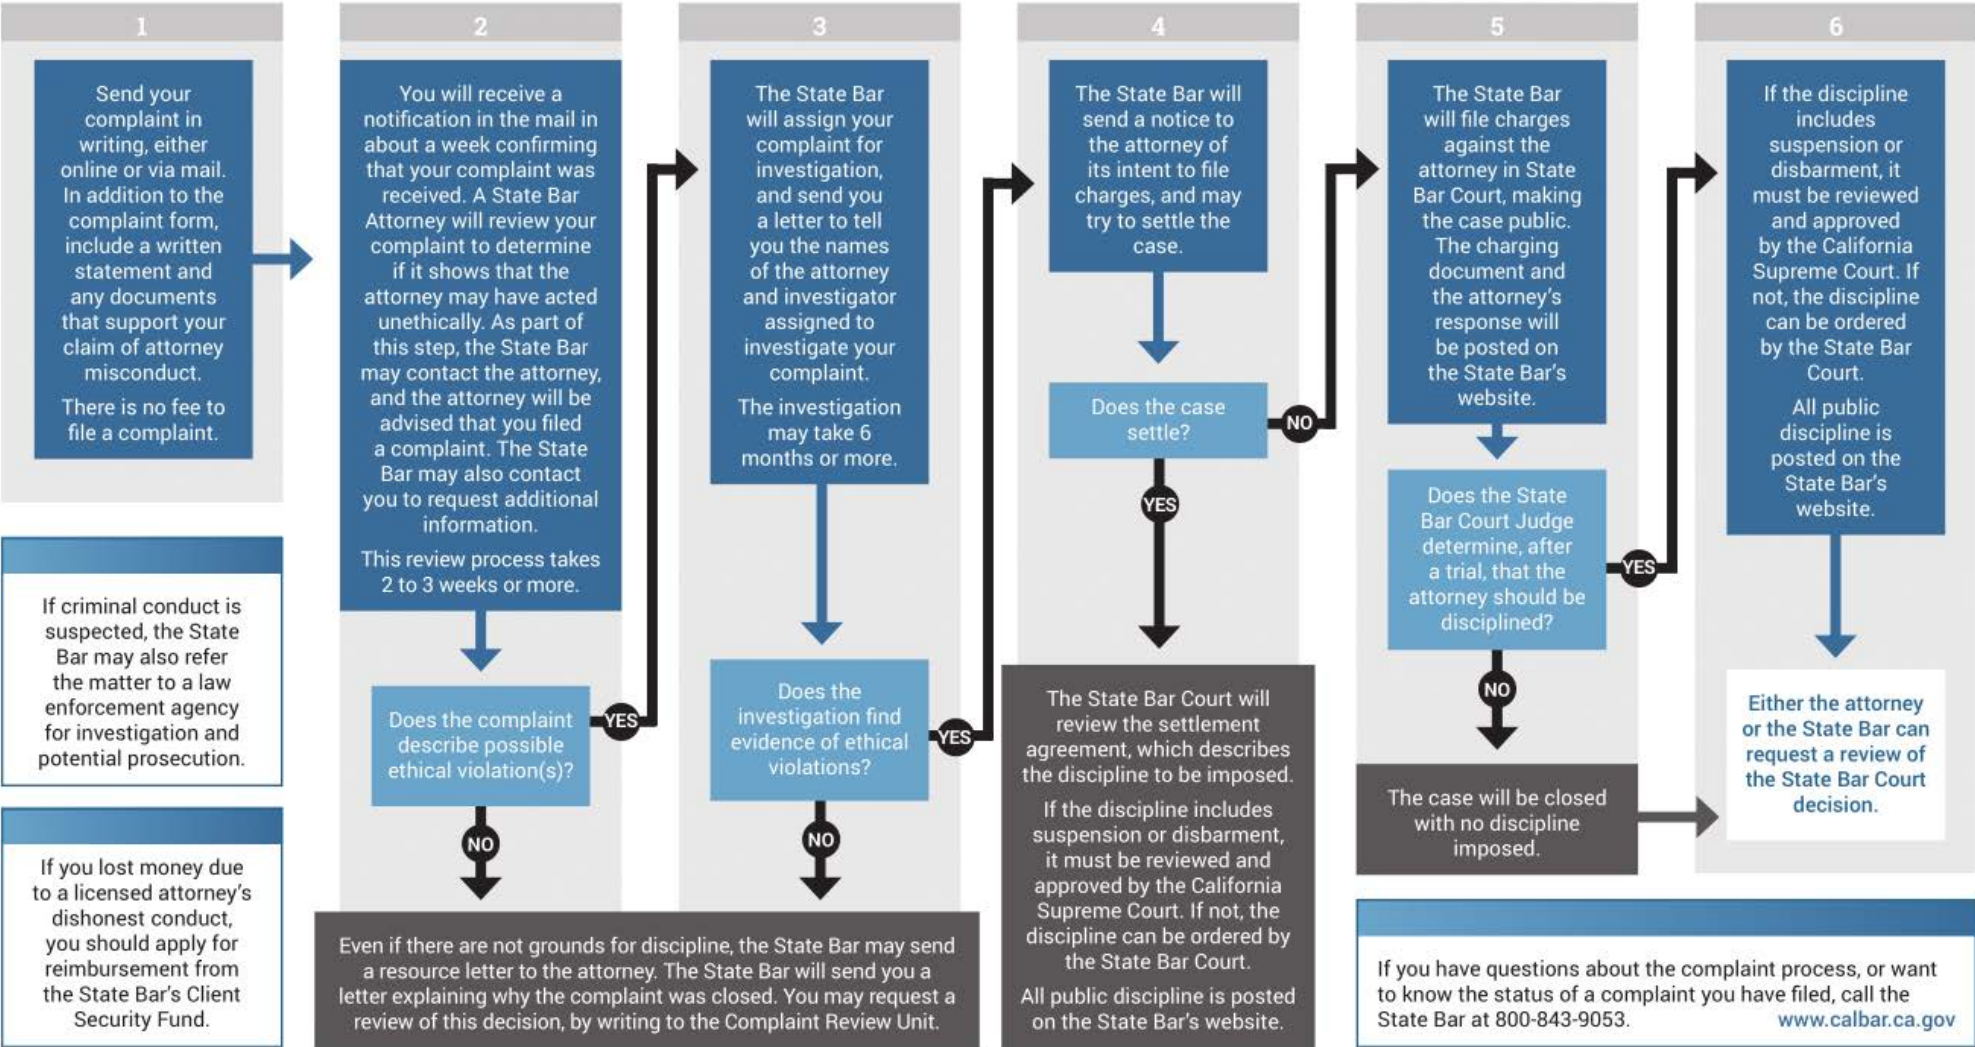 1
Send your
complaint in
writing, either
online or via mail.
In addition to the
complaint form,
include a written
statement and
any documents
that support your
claim of attorney
misconduct.
There is no fee to
file a complaint.
If criminal conduct is
suspected, the State
Bar may also refer
the matter to a law
enforcement agency
for investigation and
potential prosecution.
If you lost money due
to a licensed attorney's
dishonest conduct,
you should apply for
reimbursement from
the State Bar's Client
Security Fund.
2
You will receive a
notification in the mail in
about a week confirming
that your complaint was
received. A State Bar
Attorney will review your
complaint to determine
if it shows that the
attorney may have acted
unethically. As part of
this step, the State Bar
may contact the attorney,
and the attorney will be
advised that you filed
a complaint. The State
Bar may also contact
you to request additional
information.
This review process takes
2 to 3 weeks or more.
Does the complaint
describe possible
ethical violation(s)?
YES
NO
3
The State Bar
will assign your
complaint for
investigation,
and send you
a letter to tell
you the names
of the attorney
and investigator
assigned to
investigate your
complaint.
The investigation
may take 6
months or more.
Does the
investigation find
evidence of ethical
violations?
YES
NO
Even if there are not grounds for discipline, the State Bar may send
a resource letter to the attorney. The State Bar will send you a
letter explaining why the complaint was closed. You may request a
review of this decision, by writing to the Complaint Review Unit.
4
The State Bar will
send a notice to
the attorney of
its intent to file
charges, and may
try to settle the
case.
Does the case
settle?
NO
YES
The State Bar Court will
review the settlement
agreement, which describes
the discipline to be imposed.
If the discipline includes
suspension or disbarment,
it must be reviewed and
approved by the California
Supreme Court. If not, the
discipline can be ordered by
the State Bar Court.
All public discipline is posted
on the State Bar's website.
5
The State Bar
will file charges
against the
attorney in State
Bar Court, making
the case public.
The charging
document and
the attorney's
response will
be posted on
the State Bar's
website.
Does the State
Bar Court Judge
determine, after
a trial, that the
attorney should be
disciplined?
YES
NO
The case will be closed
with no discipline
imposed.
6
If the discipline
includes
suspension or
disbarment, it
must be reviewed
and approved
by the California
Supreme Court. If
not, the discipline
can be ordered
by the State Bar
Court.
All public
discipline is
posted on the
State Bar's
website.
Either the attorney
or the State Bar can
request a review of
the State Bar Court
decision.
If you have questions about the complaint process, or want
to know the status of a complaint you have filed, call the
State Bar at 800-843-9053. www.calbar.ca.gov